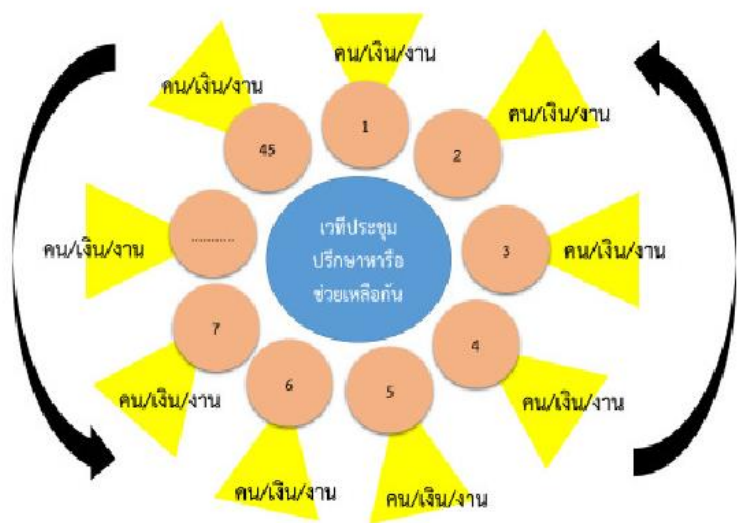 คน/เงิน/งาน
1
คน/เงิน/งาน
2
คน/เงิน/งาน
3
คน/เงิน/งาน
4
คน/เงิน/งาน
5
คน/เงิน/งาน
6
คน/เงิน/งาน
7
คน/เงิน/งาน
............
คน/เงิน/งาน
45
เวทีประชุม
ปรึกษาหารือ
ช่วยเหลือกัน